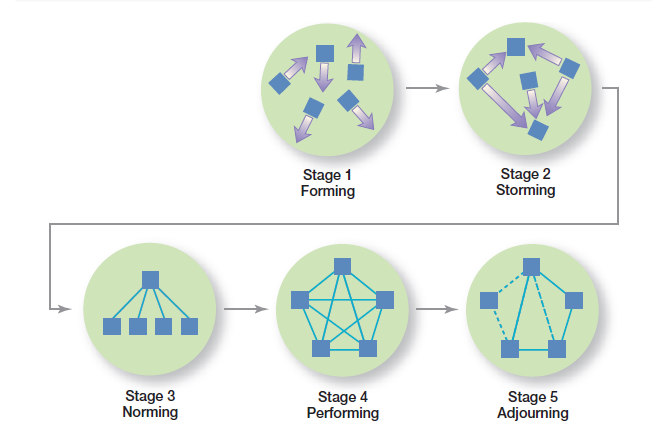 Stage 1
Forming
Stage 2
Storming
Stage 3
Norming
Stage 4
Performing
Stage 5
Adjourning